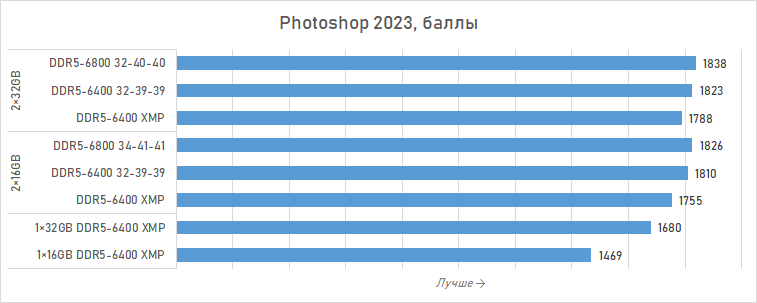 Photoshop 2023, баллы
2×32GB
DDR5-6800 32-40-40 1838
DDR5-6400 32-39-39 1823
DDR5-6400 XMP 1788
2×16GB
DDR5-6800 34-41-41 1826
DDR5-6400 32-39-39 1810
DDR5-6400 XMP 1755
1×32GB DDR5-6400 XMP 1680
1×16GB DDR5-6400 XMP 1469
Лучше →